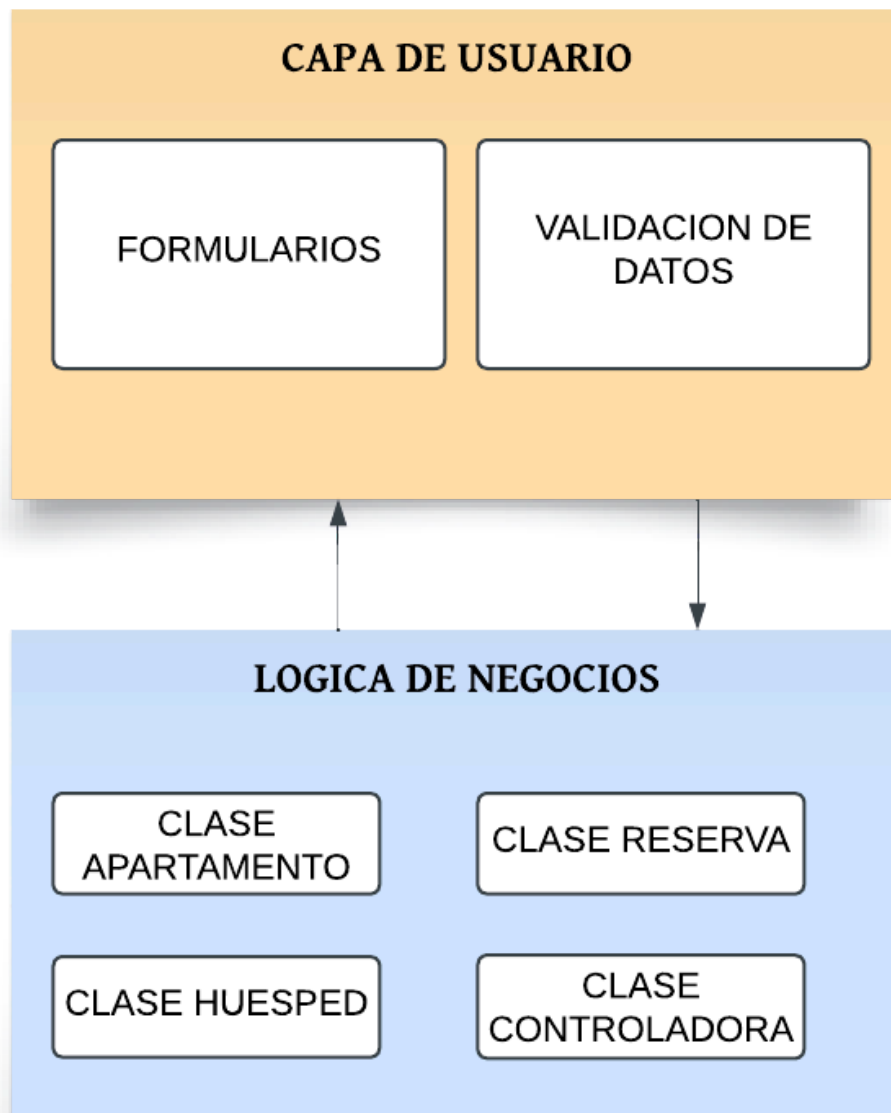 CAPA DE USUARIO
FORMULARIOS
VALIDACION DE
DATOS
LOGICA DE NEGOCIOS
CLASE
APARTAMENTO
CLASE RESERVA
CLASE HUESPED
CLASE
CONTROLADORA